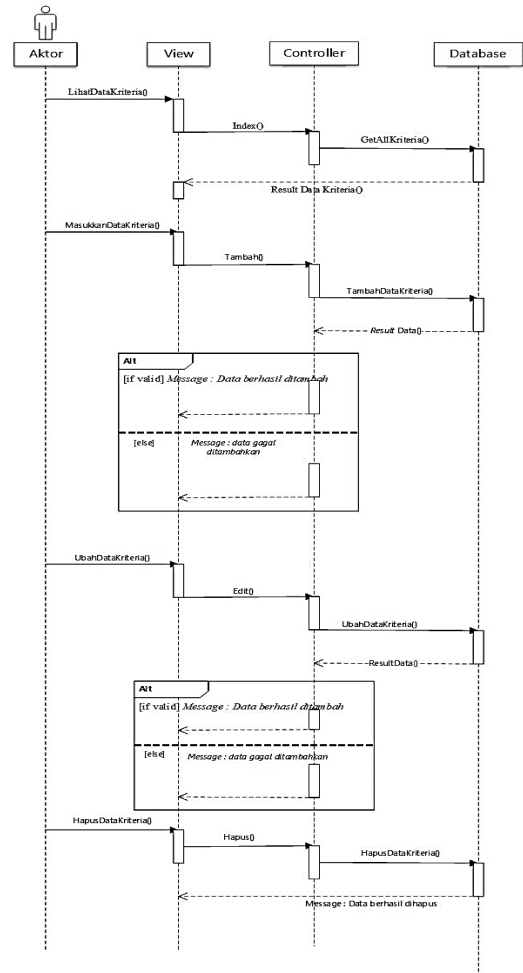 Aktor
View
Controller
Database
LihatDataKriteria()
Index()
GetAllKriteria()
Result Data Kriteria()
MasukkanDataKriteria()
Tambah()
TambahDataKriteria()
Result Data()
Alt
[if valid] Message : Data berhasil ditambah
[else]
Message : data gagal
ditambahkan
UbahDataKriteria()
Edit()
UbahDataKriteria()
ResultData()
Alt
[if valid] Message : Data berhasil ditambah
[else]
Message : data gagal ditambahkan
HapusDataKriteria()
Hapus()
HapusDataKriteria()
Message : Data berhasil dihapus